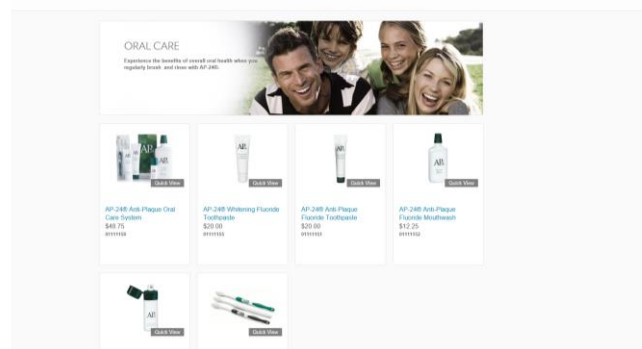 ORAL CARE
Experience the benefits of overall oral health when you
regularly brush and rinse with AP-24®.
Quick View
Quick View
Quick View
Quick View
AP-24® Anti-Plaque Oral
Care System
$48.75
AP-24® Whitening Fluoride
Toothpaste
$20.00
AP-24® Anti-Plaque
Fluoride Toothpaste
$20.00
AP-24® Anti-Plaque
Fluoride Mouthwash
$12.25
Quick View
Quick View